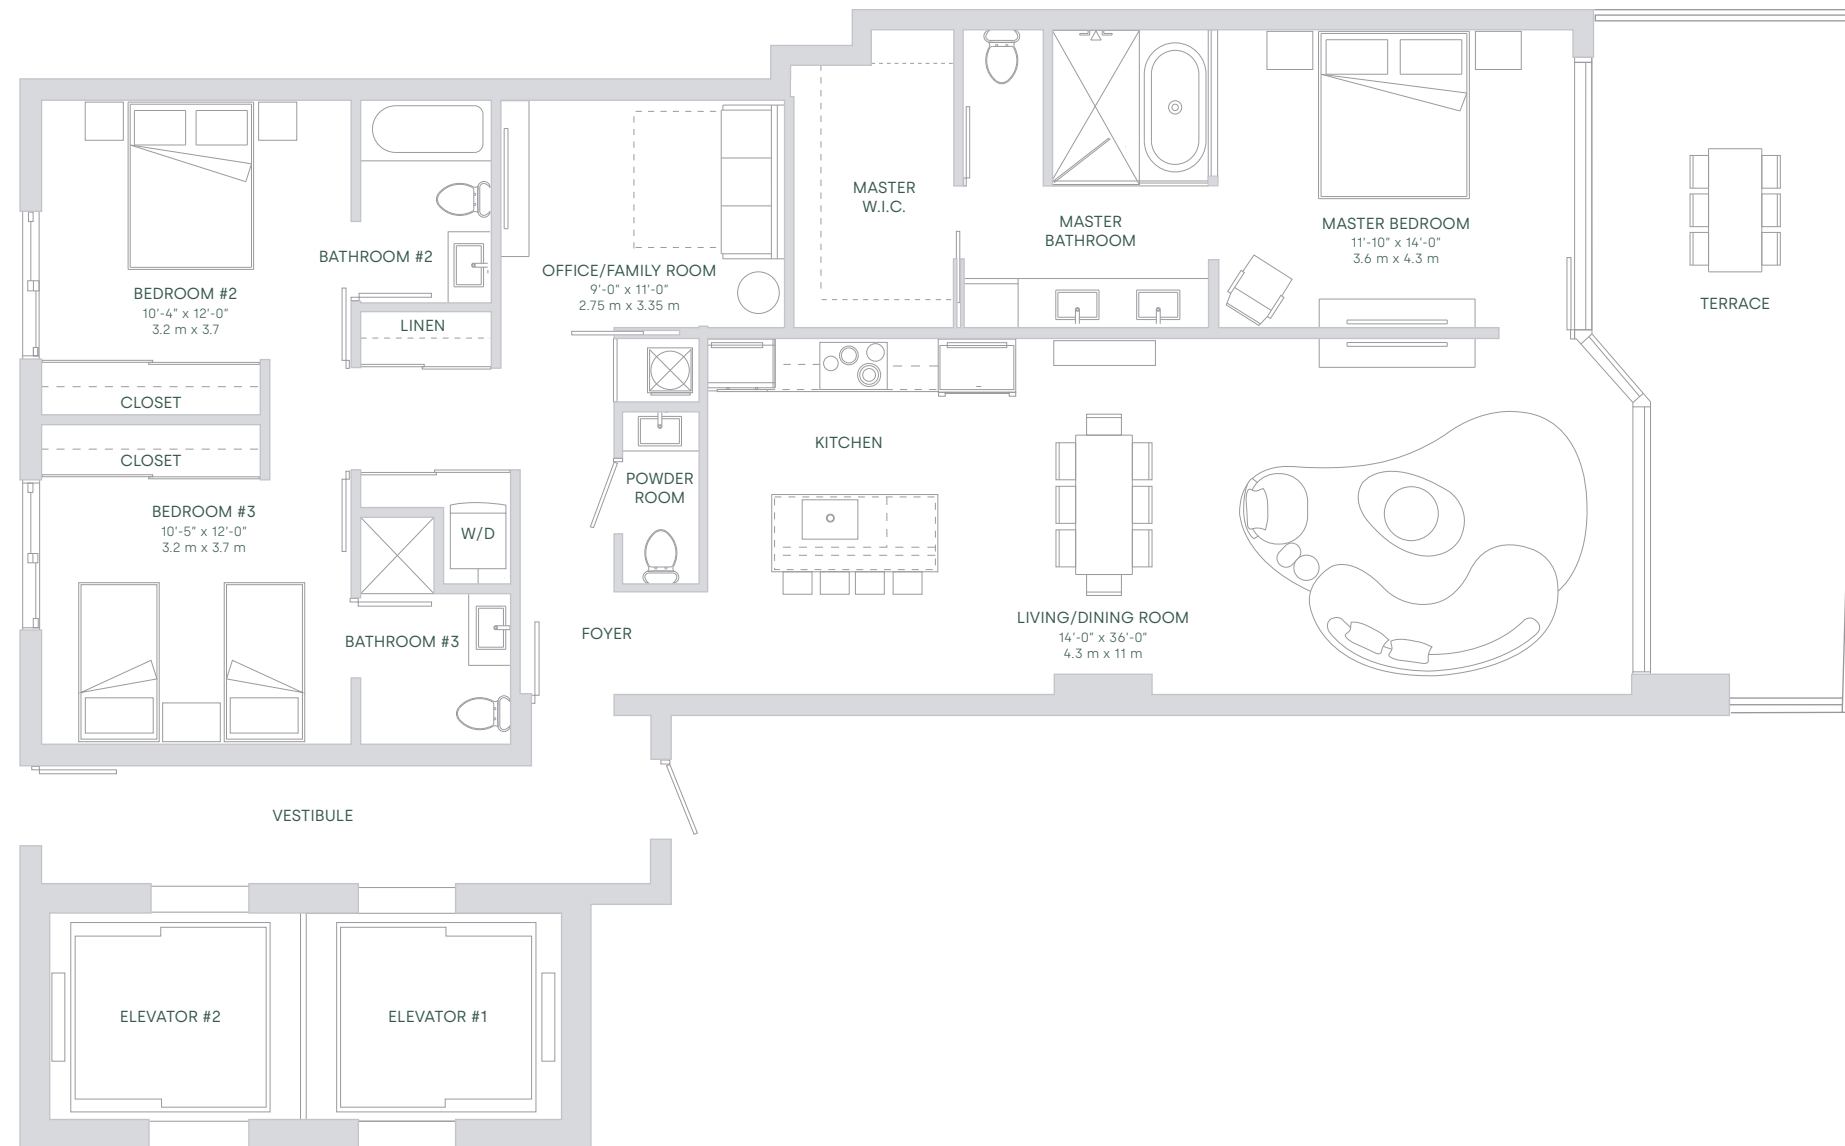 MASTER
W.I.C.
MASTER
BATHROOM
MASTER BEDROOM
11'-10" x 14'-0"
3.6 m x 4.3 m
TERRACE
BATHROOM #2
OFFICE/FAMILY ROOM
9'-0" x 11'-0"
2.75 m x 3.35 m
BEDROOM #2
10'-4" x 12'-0"
3.2 m x 3.7
LINEN
CLOSET
CLOSET
KITCHEN
POWDER
ROOM
BEDROOM #3
10'-5" x 12'-0"
3.2 m x 3.7 m
W/D
BATHROOM #3
FOYER
LIVING/DINING ROOM
14'-0" x 36'-0"
4.3 m x 11 m
VESTIBULE
ELEVATOR #2
ELEVATOR #1